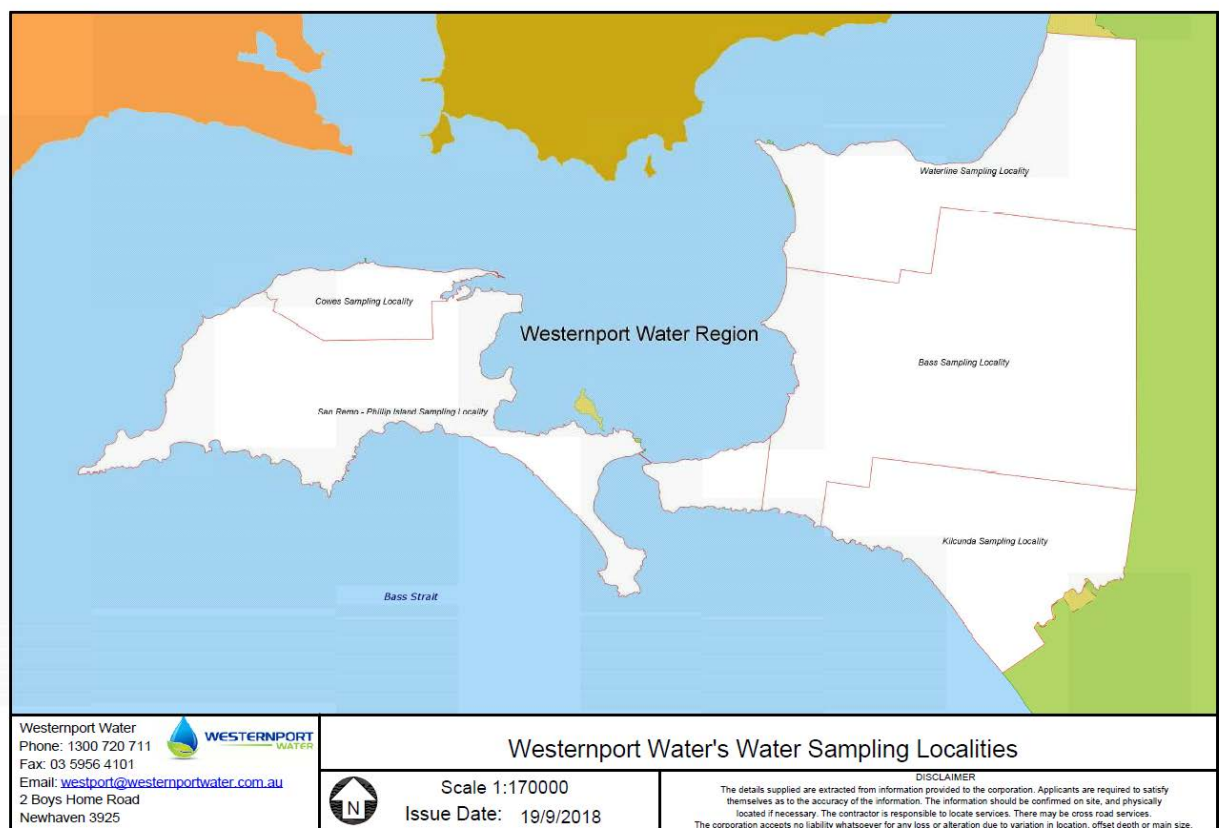 Waterline Sampling Locality
Cowes Sampling Locality
Westernport Water Region
Bass Sampling Locality
San Remo - Phillip Island Sampling Locality
Kilcunda Sampling Locality
Bass Strait
Westernport Water
Phone: 1300 720 711
Fax: 03 5956 4101
Email: westport@westernportwater.com.au
2 Boys Home Road
Newhaven 3925
WESTERNPORT
WATER
Westernport Water's Water Sampling Localities
N
Scale 1:170000
Issue Date: 19/9/2018
DISCLAIMER
The details supplied are extracted from information provided to the corporation. Applicants are required to satisfy
themselves as to the accuracy of the information. The information should be confirmed on site, and physically
located if necessary. The contractor is responsible to locate services. There may be cross road services.
The corporation accepts no liability whatsoever for any loss or alteration due to variation in location, offset depth or main size.